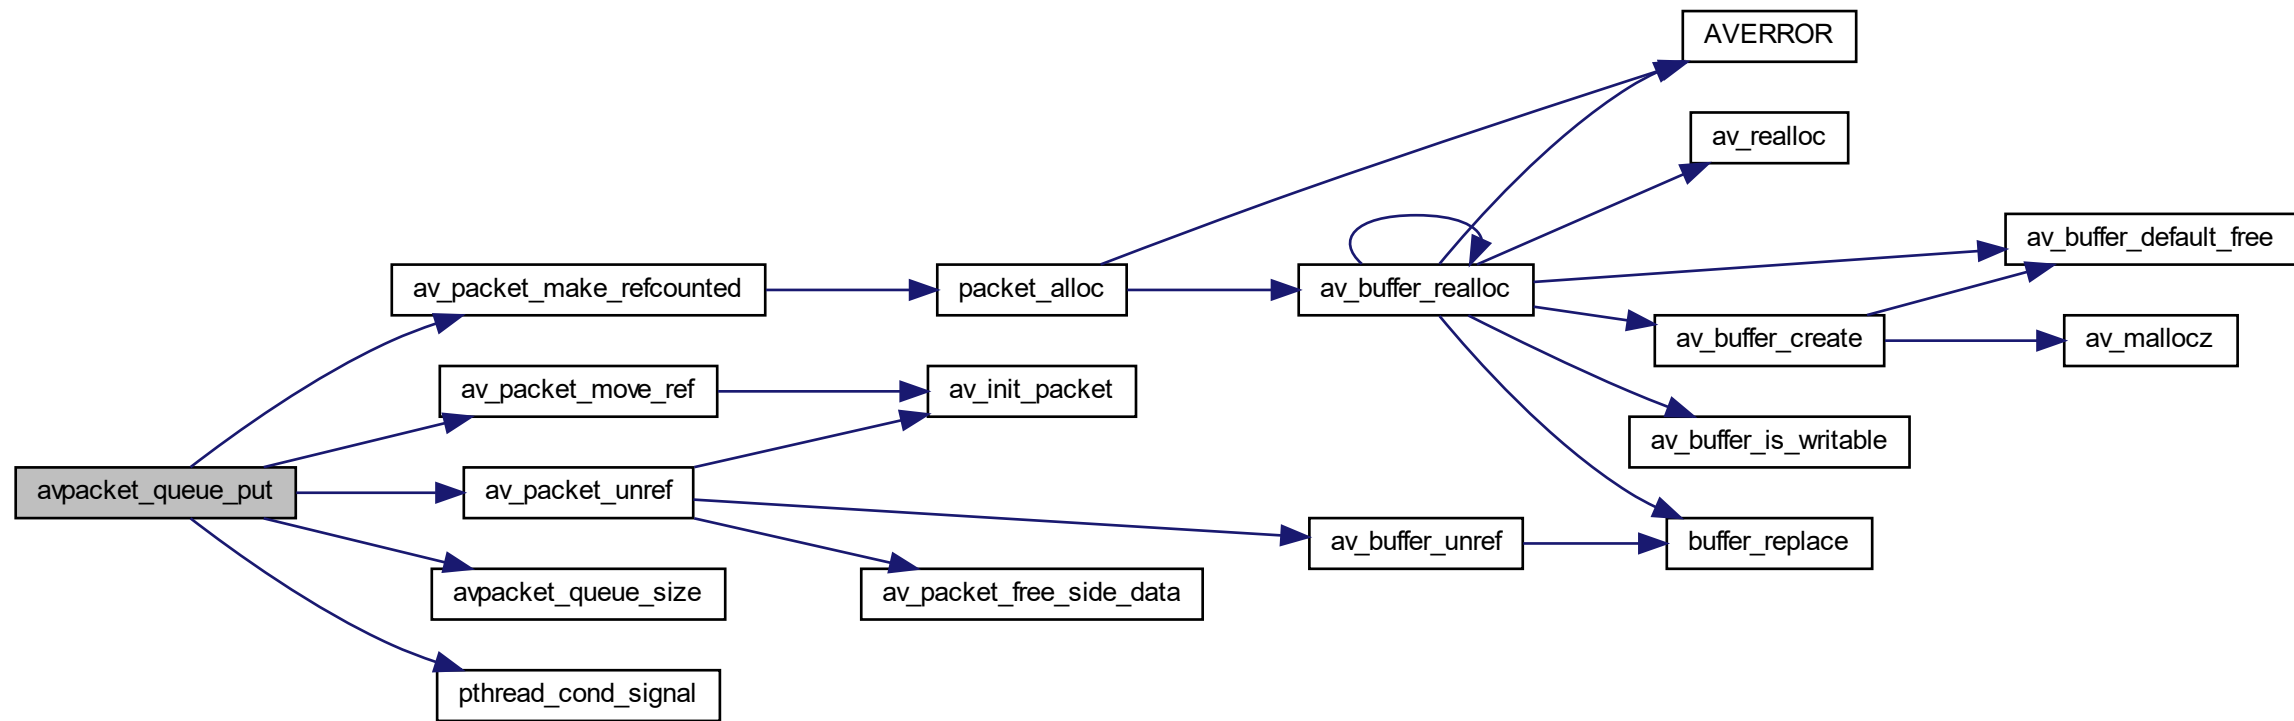 AVERROR
av_realloc
av_buffer_default_free
av_packet_make_refcounted
packet_alloc
av_buffer_realloc
av_buffer_create
av_mallocz
av_packet_move_ref
av_init_packet
av_buffer_is_writable
avpacket_queue_put
av_packet_unref
av_buffer_unref
buffer_replace
avpacket_queue_size
av_packet_free_side_data
pthread_cond_signal